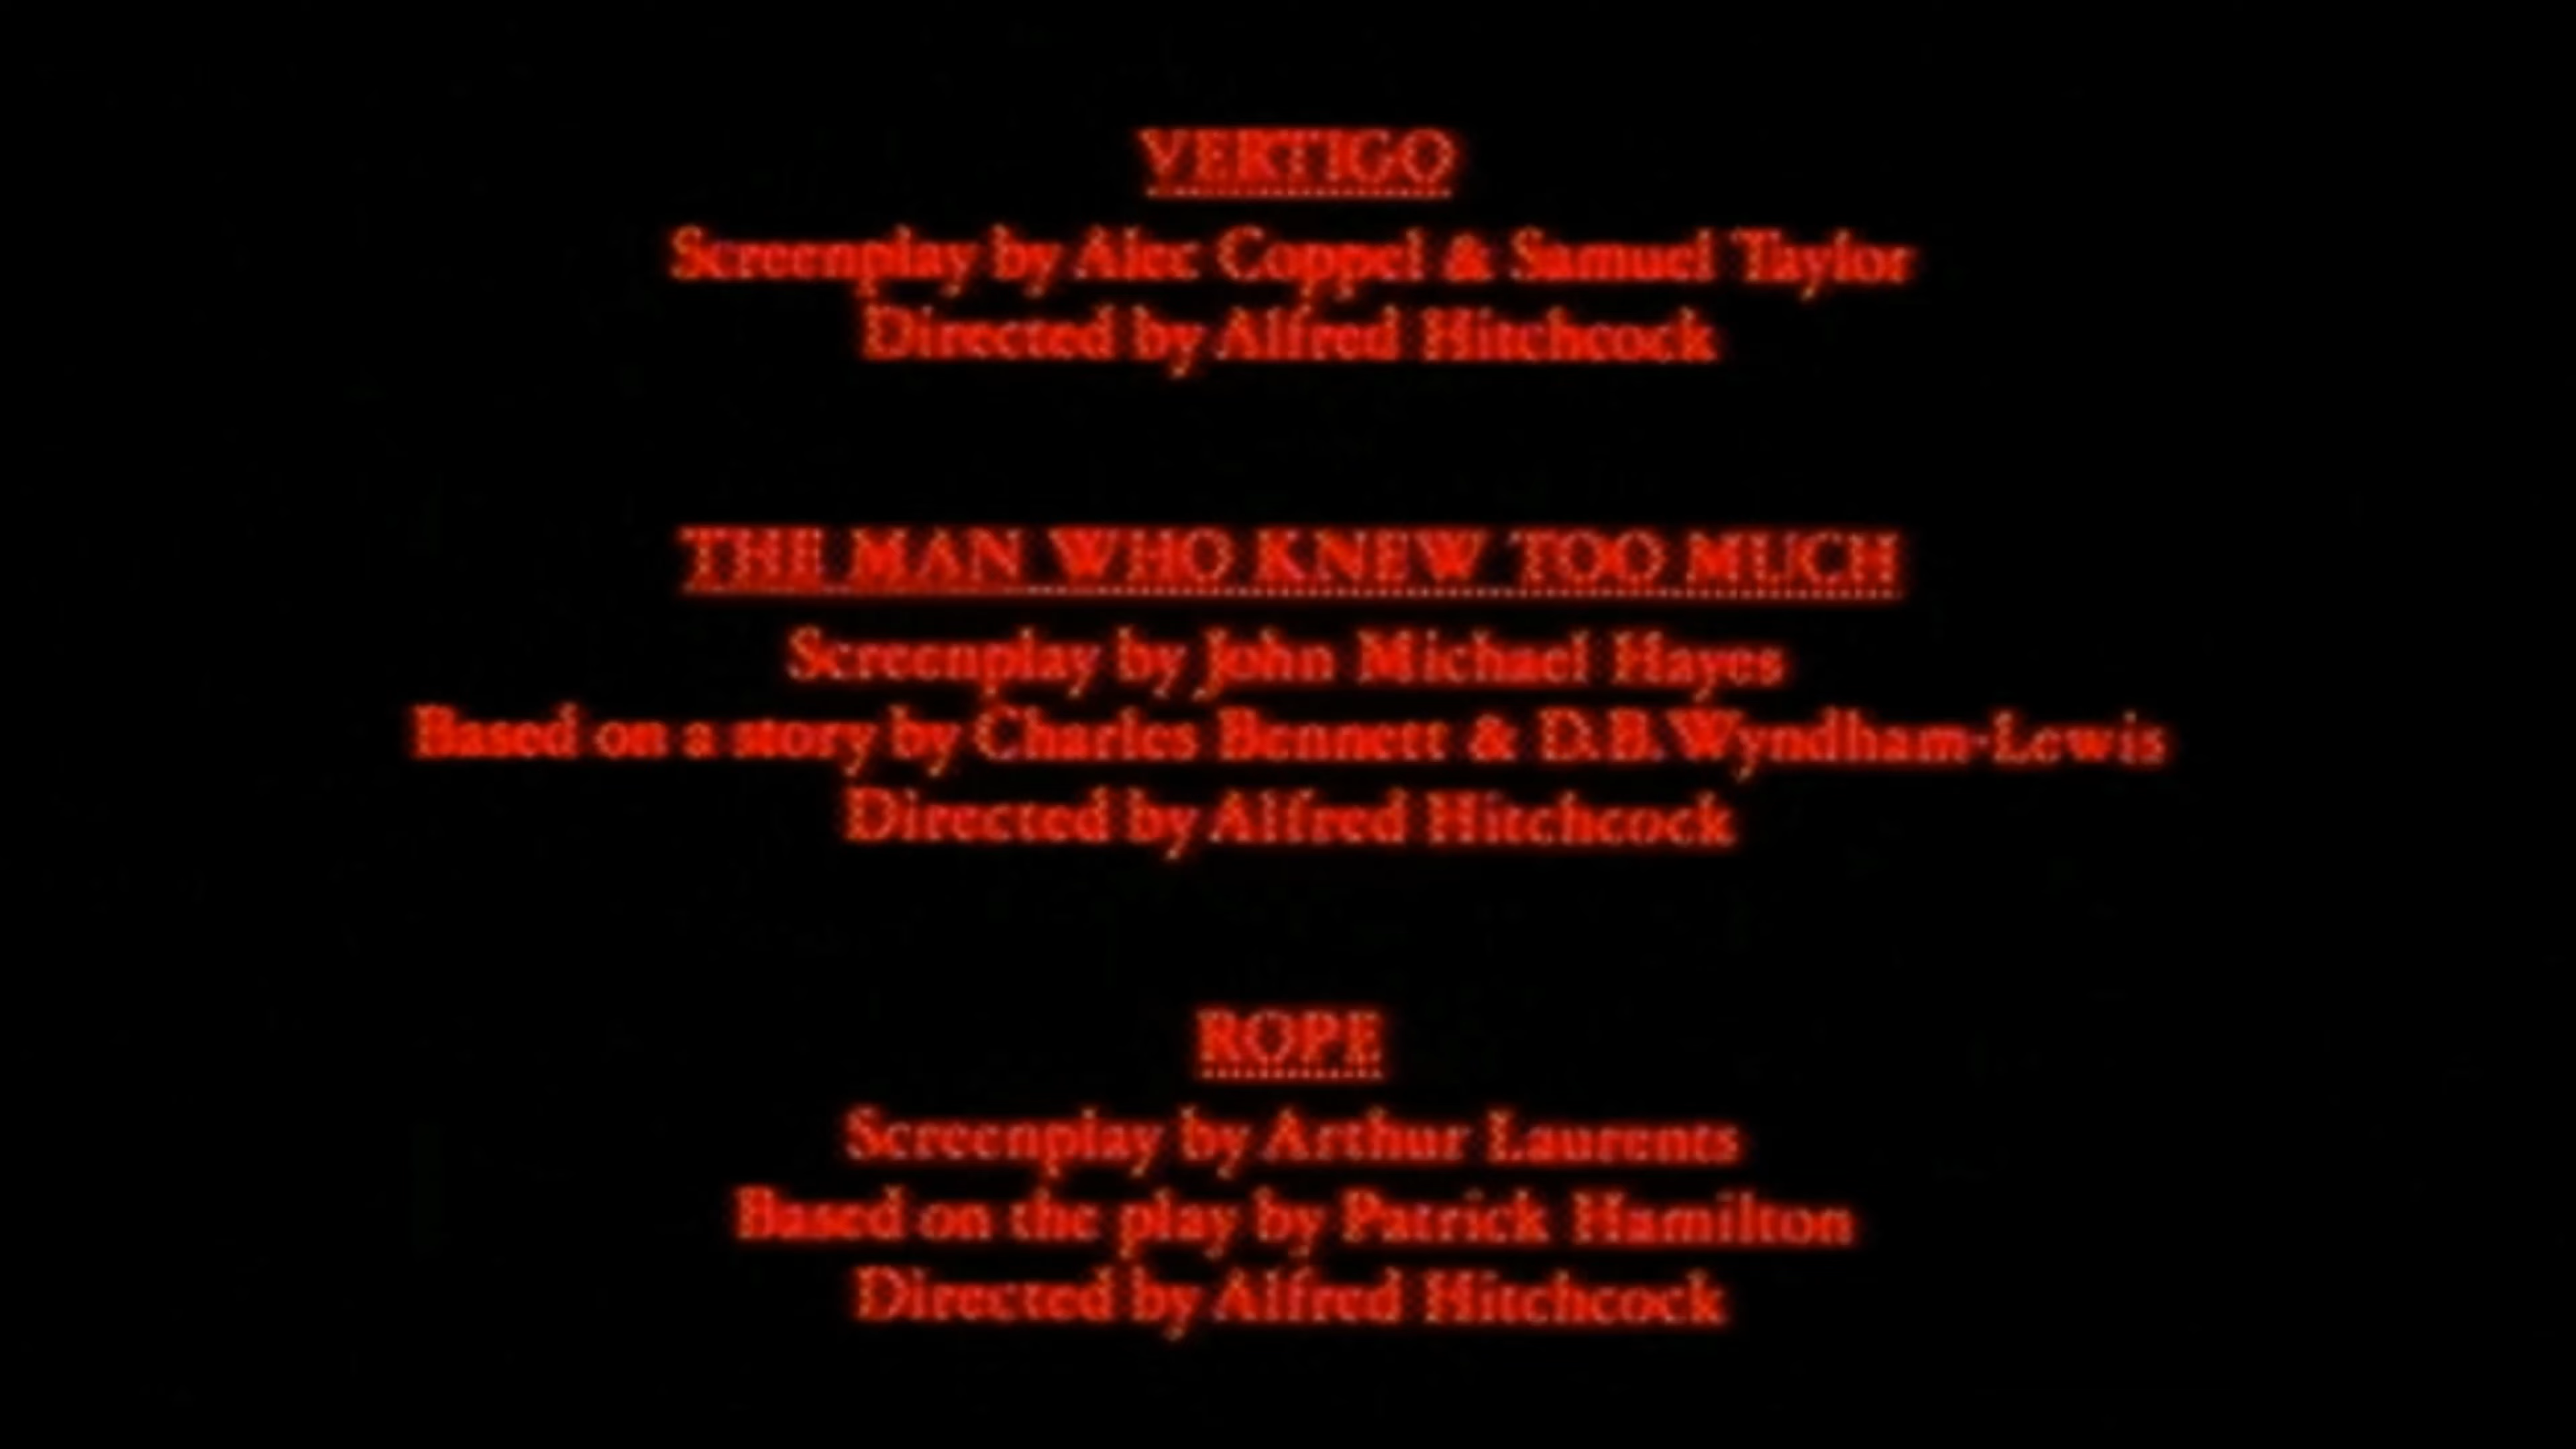 VERTIGO
Screenplay by Alec Coppel & Samuel Taylor
Directed by Alfred Hitchcock
THE MAN WHO KNEW TOO MUCH
Screenplay by John Michael Hayes
Based on a story by Charles Bennett & D.B. Wyndham-Lewis
Directed by Alfred Hitchcock
ROPE
Screenplay by Arthur Laurents
Based on the play by Patrick Hamilton
Directed by Alfred Hitchcock